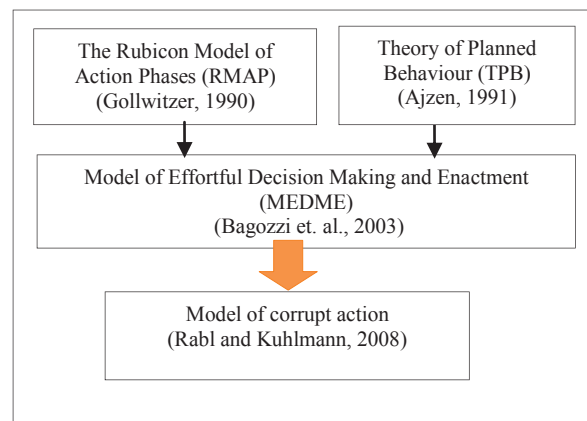 The Rubicon Model of
Action Phases (RMAP)
(Gollwitzer, 1990)
Theory of Planned
Behaviour (TPB)
(Ajzen, 1991)
Model of Effortful Decision Making and Enactment
(MEDME)
(Bagozzi et. al., 2003)
Model of corrupt action
(Rabl and Kuhlmann, 2008)